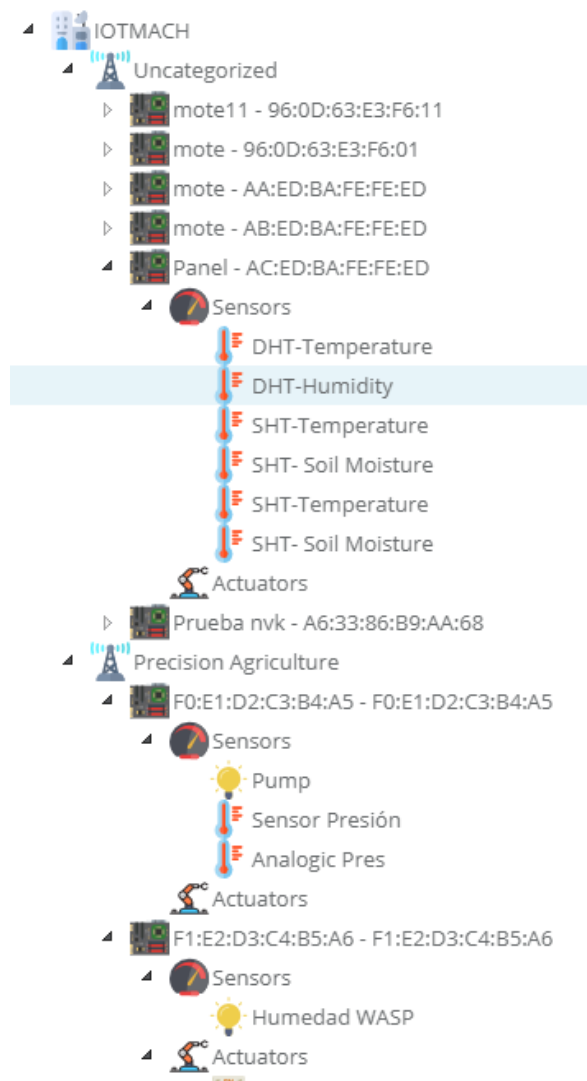 IOTMACH
Uncategorized
mote11 - 96:0D:63:E3:F6:11
mote - 96:0D:63:E3:F6:01
mote - AA:ED:BA:FE:FE:ED
mote - AB:ED:BA:FE:FE:ED
Panel - AC:ED:BA:FE:FE:ED
Sensors
DHT-Temperature
DHT-Humidity
SHT-Temperature
SHT- Soil Moisture
SHT-Temperature
SHT- Soil Moisture
Actuators
Prueba nvk - A6:33:86:B9:AA:68
Precision Agriculture
F0:E1:D2:C3:B4:A5 - F0:E1:D2:C3:B4:A5
Sensors
Pump
Sensor Presión
Analogic Pres
Actuators
F1:E2:D3:C4:B5:A6 - F1:E2:D3:C4:B5:A6
Sensors
Humedad WASP
Actuators